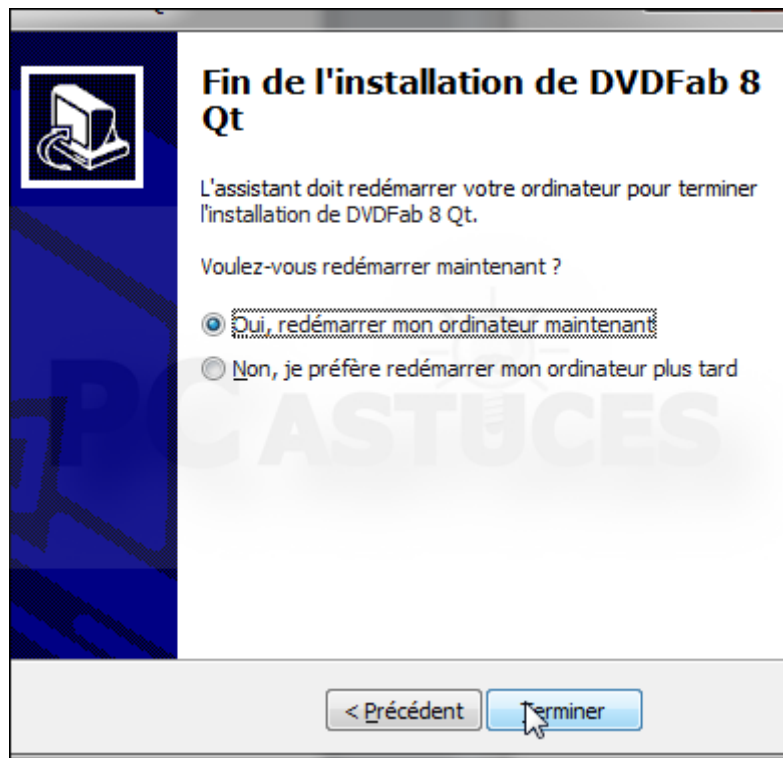 Fin de l'installation de DVDFab 8
Qt
L'assistant doit redémarrer votre ordinateur pour terminer
l'installation de DVDFab 8 Qt.
Voulez-vous redémarrer maintenant ?
Oui, redémarrer mon ordinateur maintenant
Non, je préfère redémarrer mon ordinateur plus tard
PC ASTUCES
< Précédent
Terminer